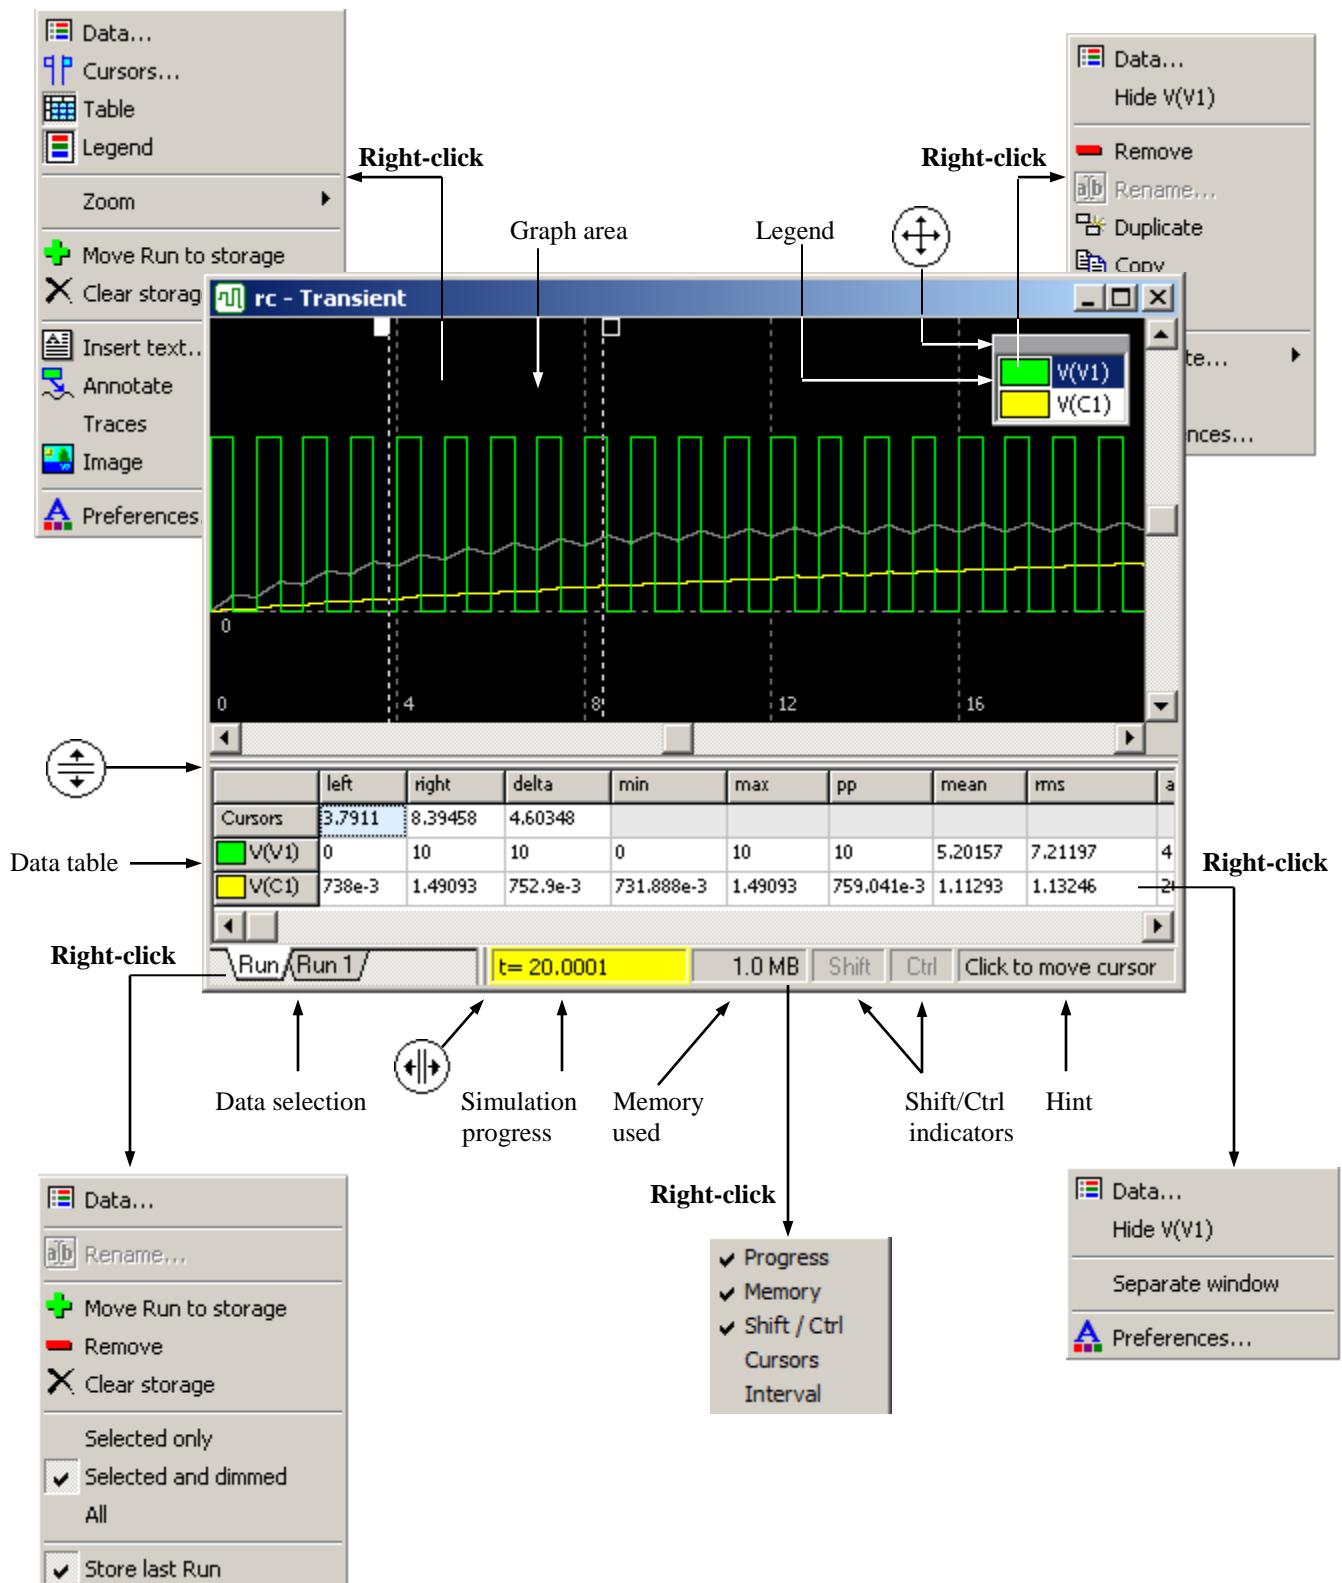 Data...
Cursors...
Table
Legend
Zoom
Move Run to storage
Clear storag
Insert text..
Annotate
Traces
Image
Preferences.
Right-click
Graph area
Legend
Right-click
Data...
Hide V(V1)
Remove
Rename...
Duplicate
Copy
te...
nces...
rc - Transient
V(V1)
V(C1)
0
0 4 8 12 16
left right delta min max pp mean rms a
Cursors 3.7911 8.39458 4.60348
V(V1) 0 10 10 0 10 10 5.20157 7.21197 4
V(C1) 738e-3 1.49093 752.9e-3 731.888e-3 1.49093 759.041e-3 1.11293 1.13246
Data table
Right-click
Right-click
Run Run 1 t= 20.0001 1.0 MB Shift Ctrl Click to move cursor
Data selection
Simulation
progress
Memory
used
Shift/Ctrl
indicators
Hint
Data...
Rename...
Move Run to storage
Remove
Clear storage
Selected only
Selected and dimmed
All
Store last Run
Right-click
Progress
Memory
Shift / Ctrl
Cursors
Interval
Data...
Hide V(V1)
Separate window
Preferences...